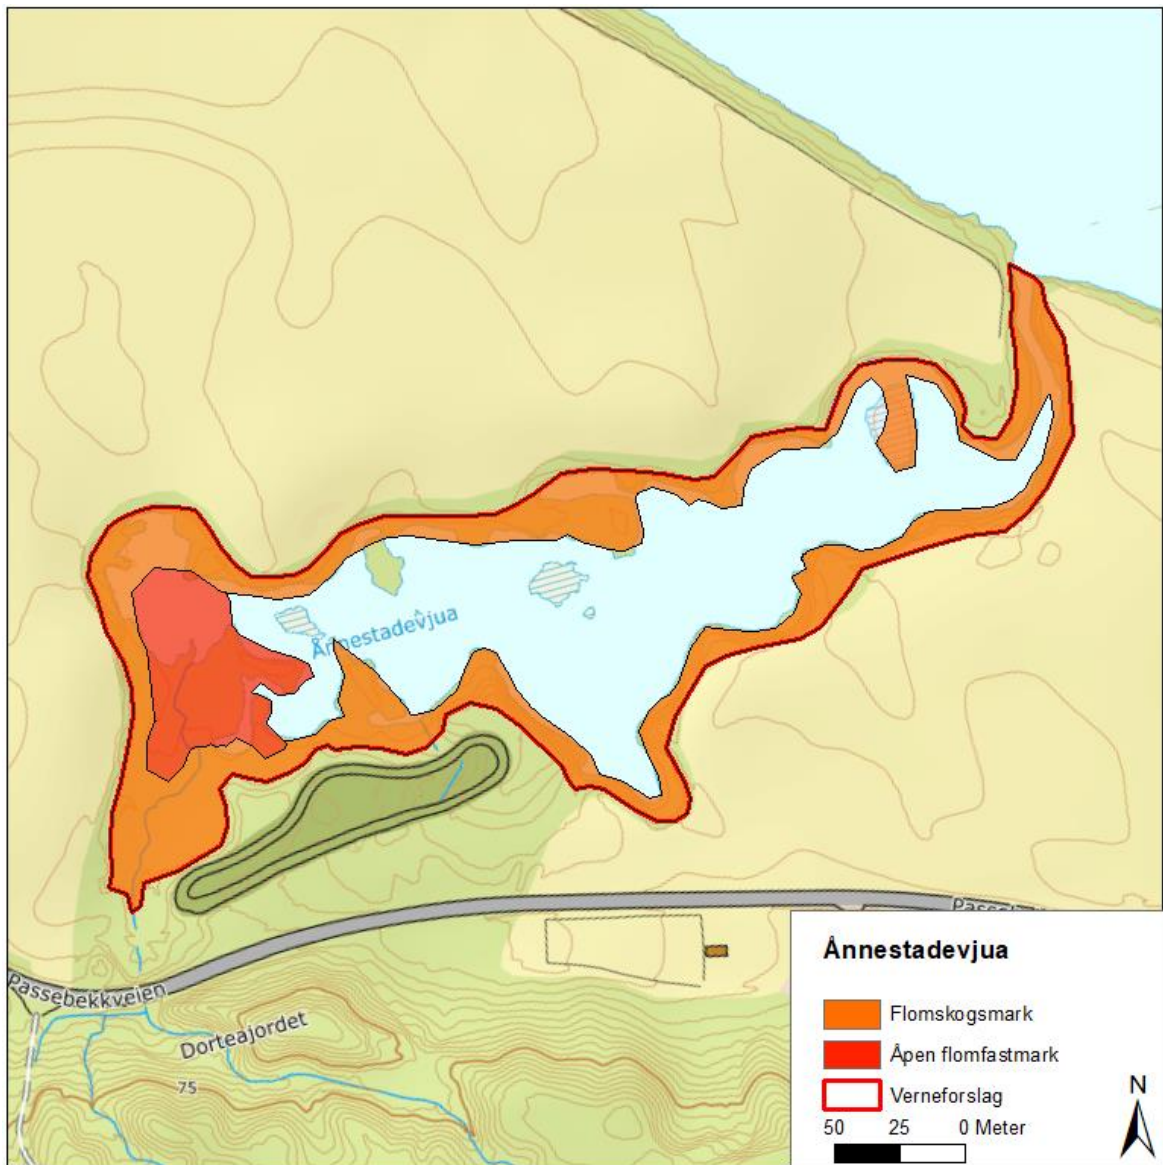 Ånnestadevjua
Passebekkveien
Dorteajordet
75
Ånnestadevjua
Flomskogsmark
Åpen flomfastmark
Verneforslag
50 25 0 Meter
N